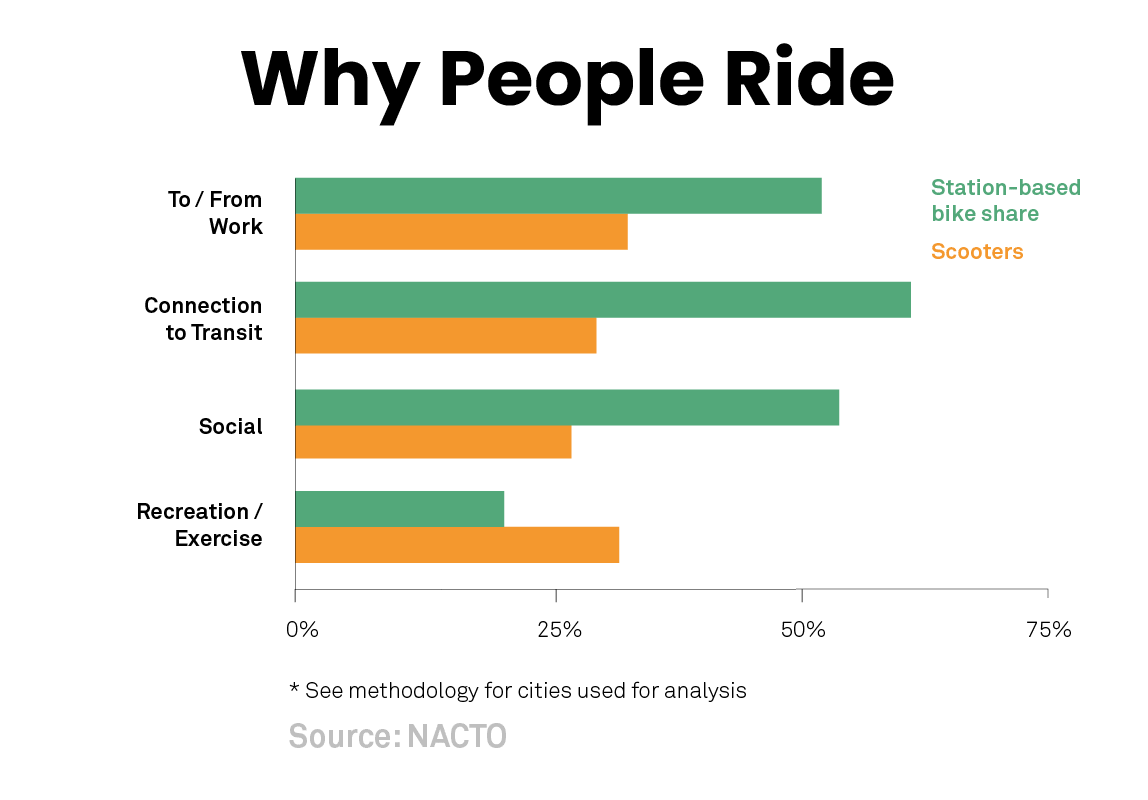 Why People Ride
To / From
Work
Station-based
bike share
Scooters
Connection
to Transit
Social
Recreation /
Exercise
0% 25% 50% 75%
* See methodology for cities used for analysis
Source: NACTO